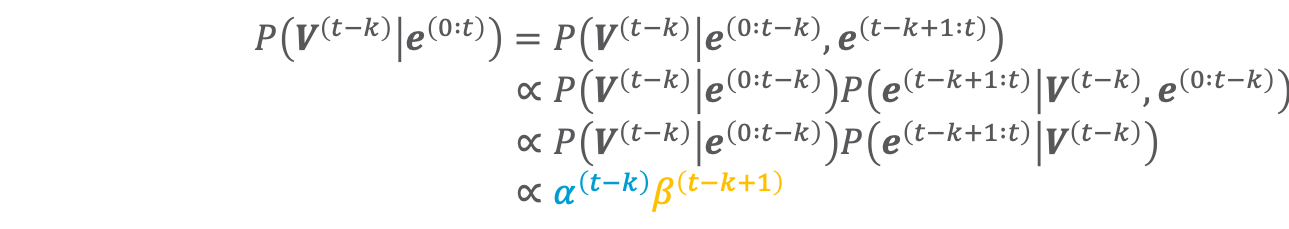 P(V^(t−k)|e^(0:t)) = P(V^(t−k)|e^(0:t−k), e^(t−k+1:t))
∝ P(V^(t−k)|e^(0:t−k))P(e^(t−k+1:t)|V^(t−k), e^(0:t−k))
∝ P(V^(t−k)|e^(0:t−k))P(e^(t−k+1:t)|V^(t−k))
∝ α^(t−k)β^(t−k+1)